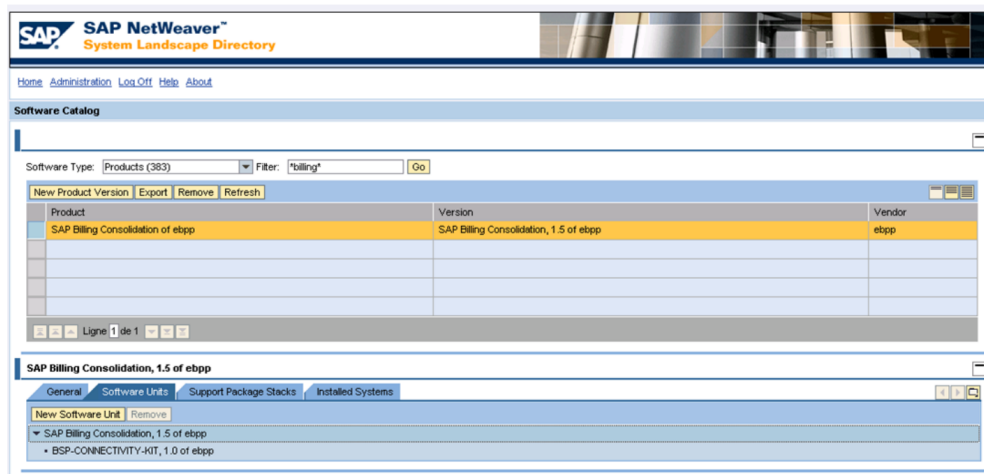 SAP SAP NetWeaver™
System Landscape Directory
Home Administration Log Off Help About
Software Catalog
Software Type: Products (383) Filter: *billing* Go
New Product Version Export Remove Refresh
Product Version Vendor
SAP Billing Consolidation of ebpp SAP Billing Consolidation, 1.5 of ebpp ebpp
Ligne 1 de 1
SAP Billing Consolidation, 1.5 of ebpp
General Software Units Support Package Stacks Installed Systems
New Software Unit Remove
SAP Billing Consolidation, 1.5 of ebpp
• BSP-CONNECTIVITY-KIT, 1.0 of ebpp